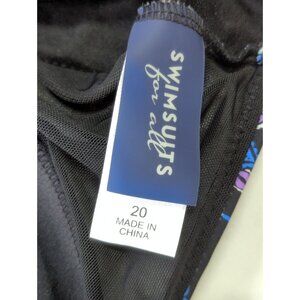 SWIMSUITS
for all
20
MADE IN
CHINA